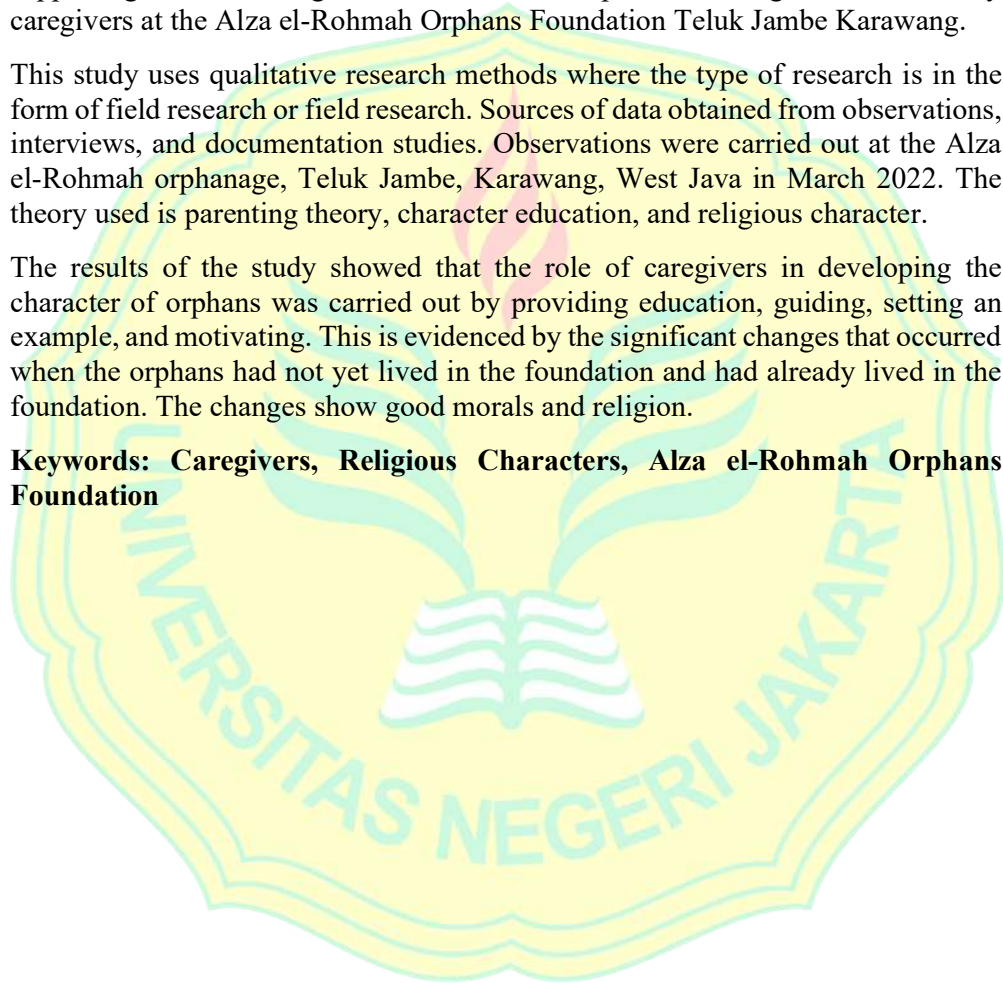 caregivers at the Alza el-Rohmah Orphans Foundation Teluk Jambe Karawang.
This study uses qualitative research methods where the type of research is in the
form of field research or field research. Sources of data obtained from observations,
interviews, and documentation studies. Observations were carried out at the Alza
el-Rohmah orphanage, Teluk Jambe, Karawang, West Java in March 2022. The
theory used is parenting theory, character education, and religious character.
The results of the study showed that the role of caregivers in developing the
character of orphans was carried out by providing education, guiding, setting an
example, and motivating. This is evidenced by the significant changes that occurred
when the orphans had not yet lived in the foundation and had already lived in the
foundation. The changes show good morals and religion.
Keywords: Caregivers, Religious Characters, Alza el-Rohmah Orphans
Foundation
UNIVERSITAS NEGERI JAKARTA